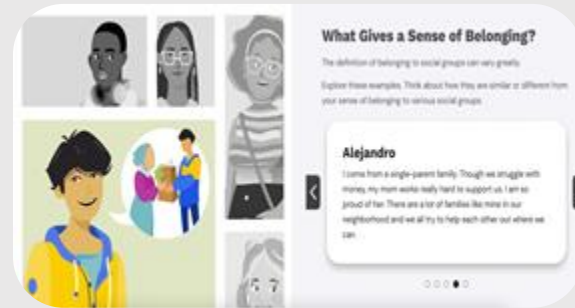 What Gives a Sense of Belonging?
The definition of belonging to social groups can vary greatly.
Explore these examples. Think about how they are similar or different from
your sense of belonging to various social groups.
Alejandro
I come from a single-parent family. Though we struggle with
money, my mom works really hard to support us. I am so
proud of her. There are a lot of families like mine in our
neighborhood and we all try to help each other out where we
can.